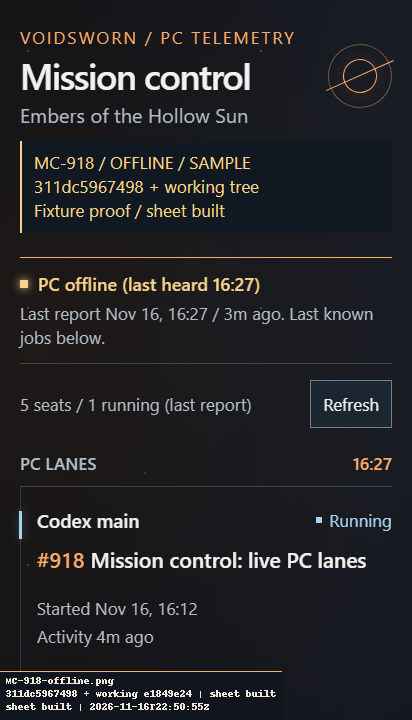 VOIDSWORN / PC TELEMETRY
Mission control
Embers of the Hollow Sun
MC-918 / OFFLINE / SAMPLE
311dc5967498 + working tree
Fixture proof / sheet built
PC offline (last heard 16:27)
Last report Nov 16, 16:27 / 3m ago. Last known
jobs below.
5 seats / 1 running (last report)
Refresh
PC LANES
16:27
Codex main
Running
#918 Mission control: live PC lanes
Started Nov 16, 16:12
Activity 4m ago
MC-918-offline.png
311dc5967498 + working e1849e24 | sheet built
sheet built | 2026-11-16T22:50:55Z